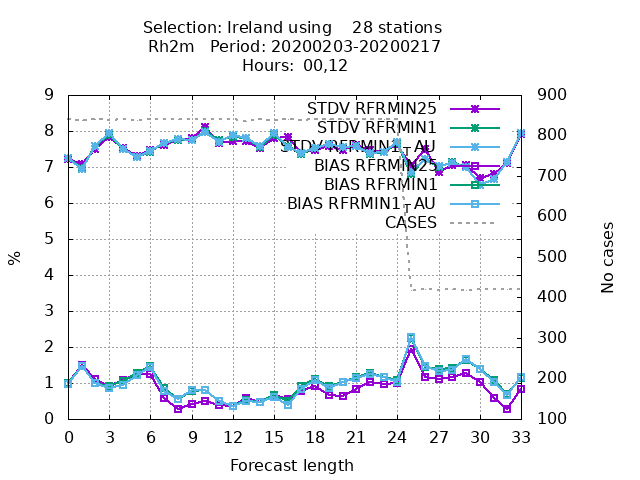 Selection: Ireland using 28 stations
Rh2m Period: 20200203-20200217
Hours: 00,12
9 900
STDV RFRMIN25
STDV RFRMIN1
8 800
STDV RFRMIN1_AU
BIAS RFRMIN25
7 700
BIAS RFRMIN1
BIAS RFRMIN1_AU
6 600
CASES
5 500
% No cases
4 400
3 300
2
1 200
0 100
0 3 6 9 12 15 18 21 24 27 30 33
Forecast length